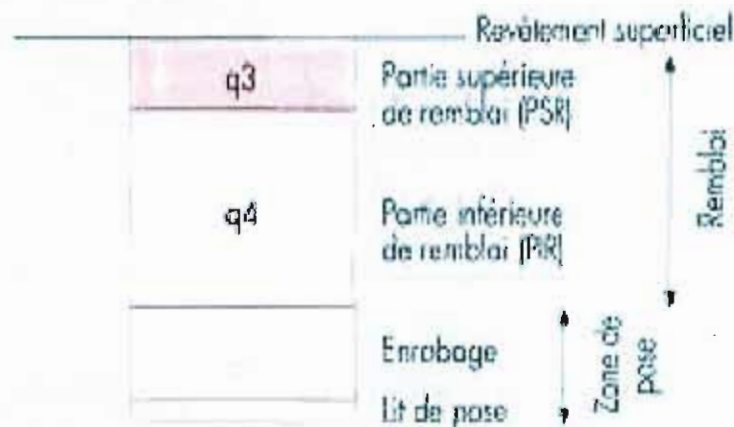 Revêtement superficiel
q3
Partie supérieure
de remblai (PSR)
Remblai
q4
Partie inférieure
de remblai (PIR)
Enrobage
Zone de
pose
Lit de pose